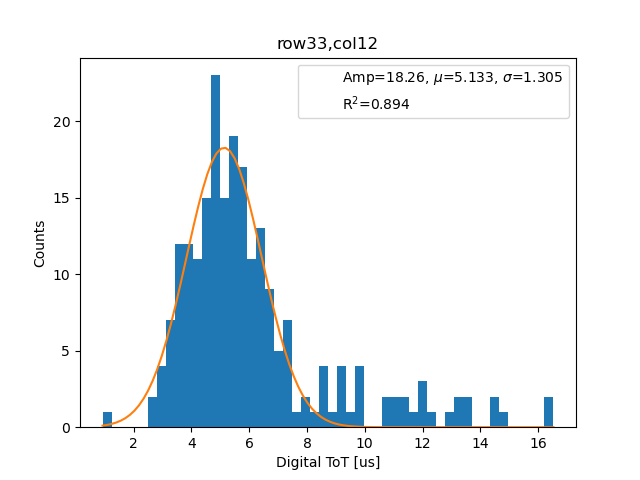 row33,col12
Amp=18.26, μ=5.133, σ=1.305
R²=0.894
Counts
20
15
10
5
0
2 4 6 8 10 12 14 16
Digital ToT [us]